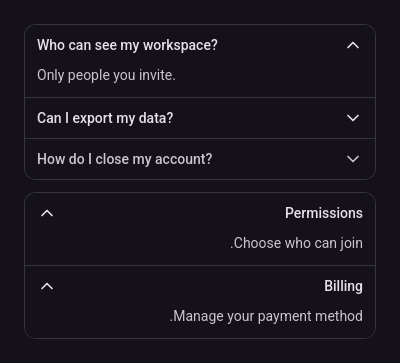 Who can see my workspace?
Only people you invite.
Can I export my data?
How do I close my account?
Permissions
.Choose who can join
Billing
.Manage your payment method